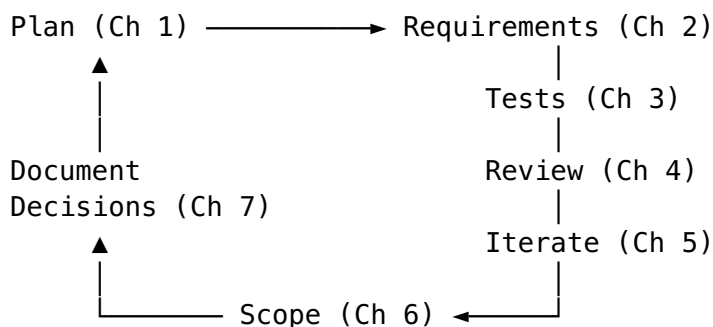 Plan (Ch 1)
Requirements (Ch 2)
Tests (Ch 3)
Document
Decisions (Ch 7)
Review (Ch 4)
Iterate (Ch 5)
Scope (Ch 6)